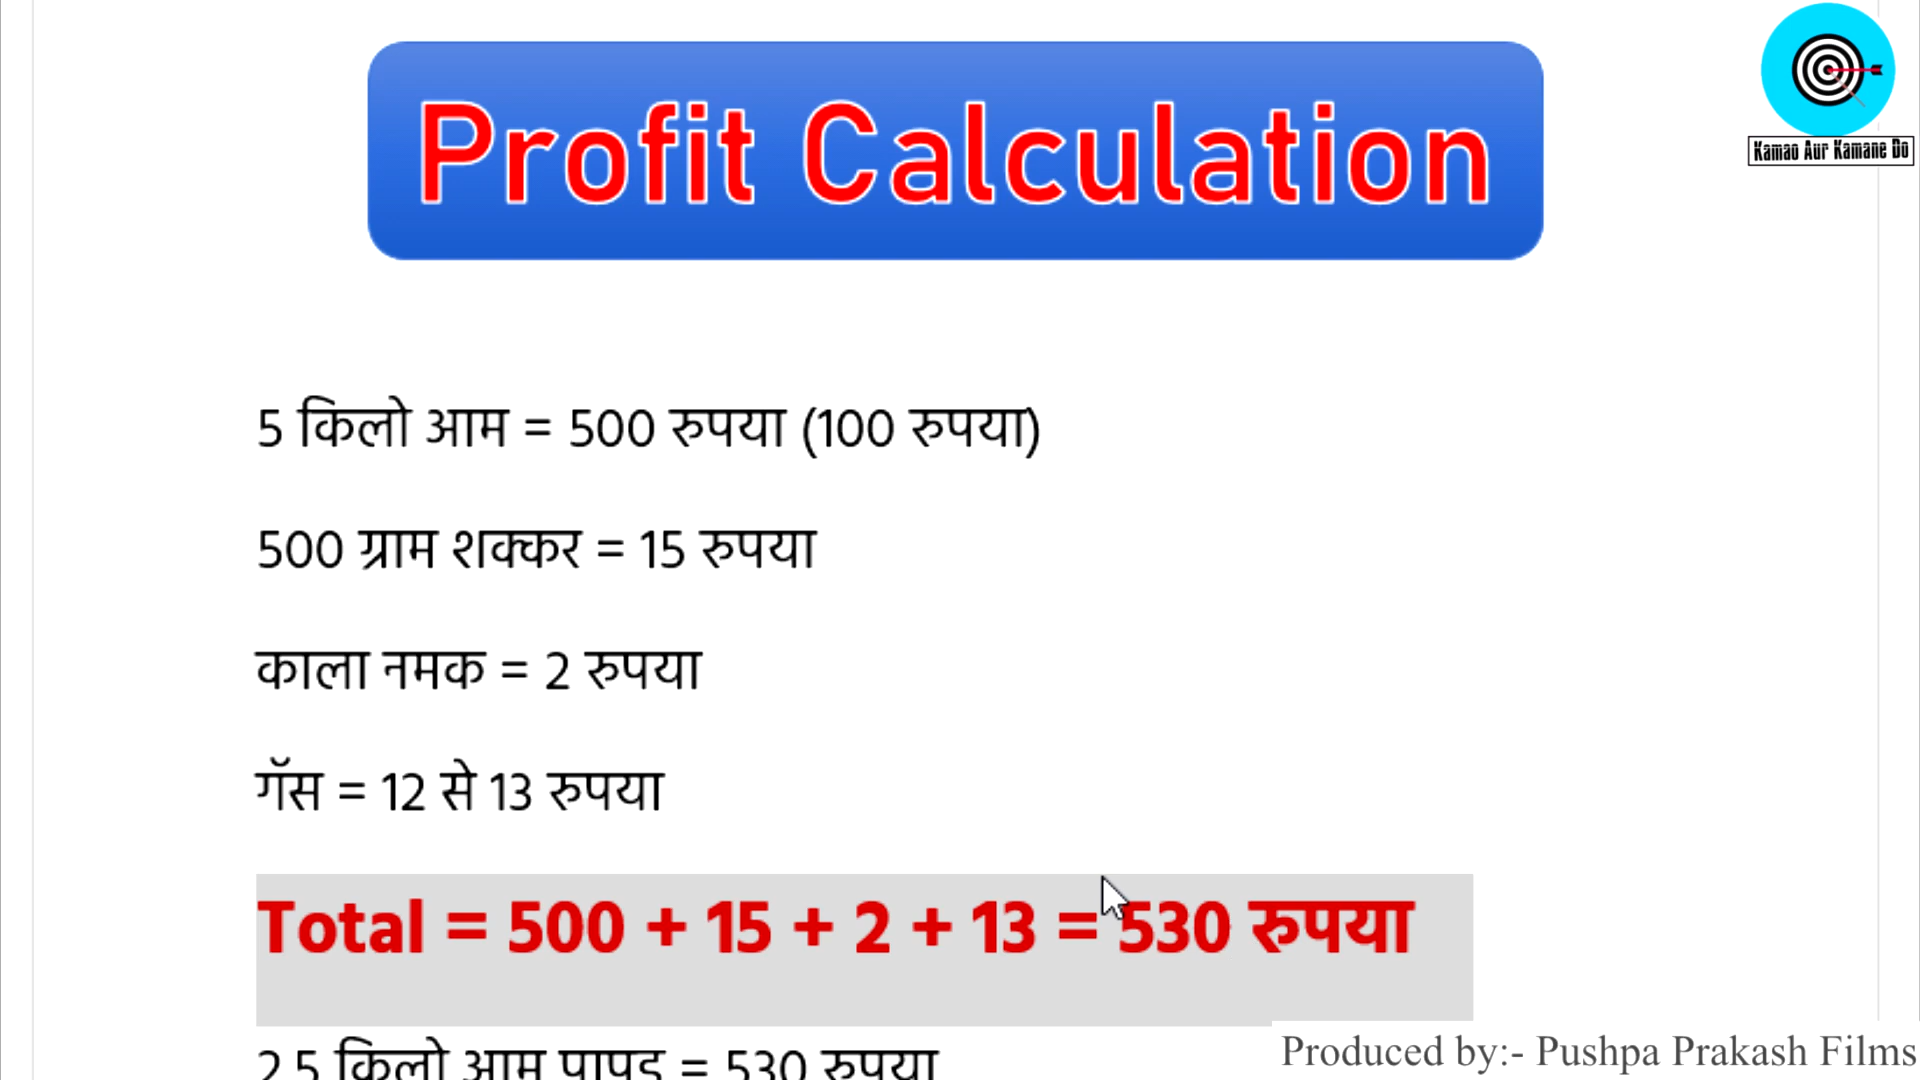 Profit Calculation
Kamao Aur Kamane Do
5 किलो आम = 500 रुपया (100 रुपया)
500 ग्राम शक्कर = 15 रुपया
काला नमक = 2 रुपया
गॅस = 12 से 13 रुपया
Total = 500 + 15 + 2 + 13 = 530 रुपया
2.5 किलो आम पापड = 530 रुपया
Produced by:- Pushpa Prakash Films